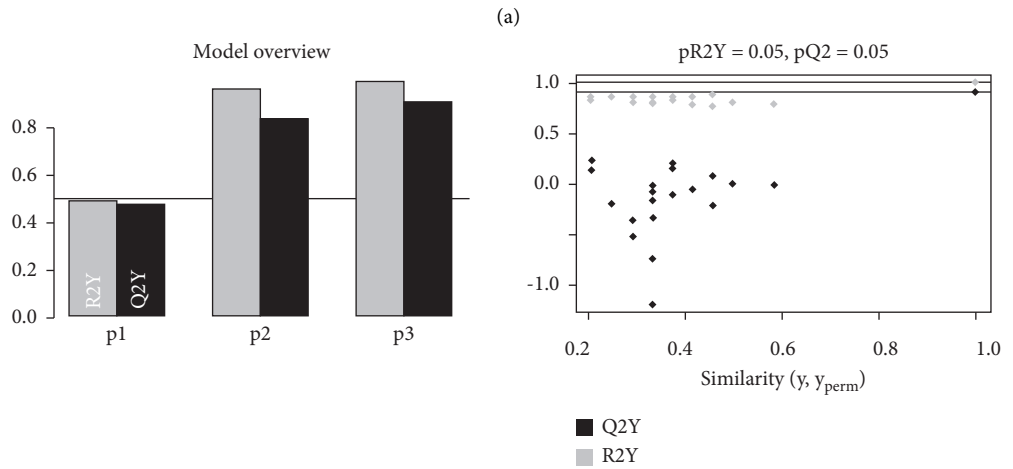 (a)
Model overview
0.8
0.6
0.4
0.2
0.0
R2Y
Q2Y
p1
p2
p3
pR2Y = 0.05, pQ2 = 0.05
1.0
0.5
0.0
-1.0
0.2
0.4
0.6
0.8
1.0
Similarity (y, yperm)
Q2Y
R2Y